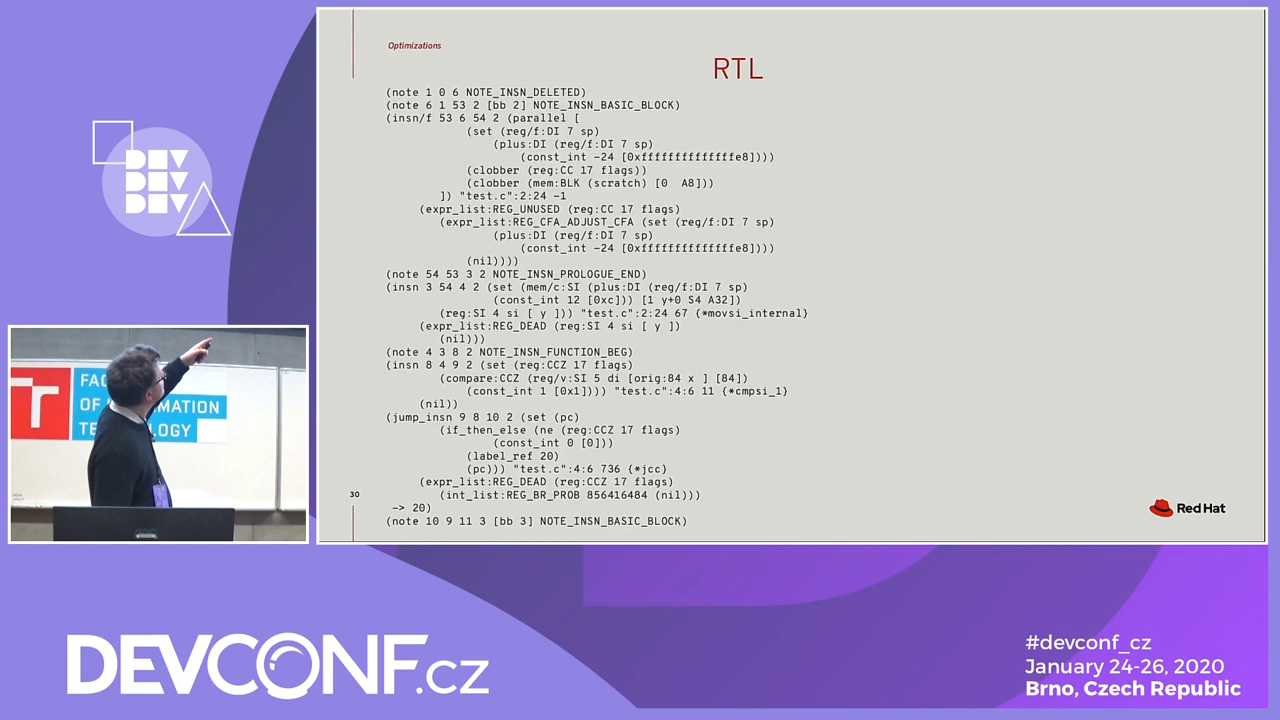 Optimizations
RTL
(note 1 0 6 NOTE_INSN_DELETED)
(note 6 1 53 2 [bb 2] NOTE_INSN_BASIC_BLOCK)
(insn/f 53 6 54 2 (parallel [
(set (reg/f:DI 7 sp)
(plus:DI (reg/f:DI 7 sp)
(const_int -24 [0xffffffffffffffe8])))
(clobber (reg:CC 17 flags))
(clobber (mem:BLK (scratch) [0  A8]))
]) "test.c":2:24 -1
(expr_list:REG_UNUSED (reg:CC 17 flags)
(expr_list:REG_CFA_ADJUST_CFA (set (reg/f:DI 7 sp)
(plus:DI (reg/f:DI 7 sp)
(const_int -24 [0xffffffffffffffe8])))
(nil))))
(note 54 53 3 2 NOTE_INSN_PROLOGUE_END)
(insn 3 54 4 2 (set (mem/c:SI (plus:DI (reg/f:DI 7 sp)
(const_int 12 [0xc])) [1 y+0 S4 A32])
(reg:SI 4 si [ y ])) "test.c":2:24 67 {*movsi_internal}
(expr_list:REG_DEAD (reg:SI 4 si [ y ])
(nil)))
(note 4 3 8 2 NOTE_INSN_FUNCTION_BEG)
(insn 8 4 9 2 (set (reg:CCZ 17 flags)
(compare:CCZ (reg/v:SI 5 di [orig:84 x ] [84])
(const_int 1 [0x1]))) "test.c":4:6 11 {*cmpsi_1}
(nil))
(jump_insn 9 8 10 2 (set (pc)
(if_then_else (ne (reg:CCZ 17 flags)
(const_int 0 [0]))
(label_ref 20)
(pc))) "test.c":4:6 736 {*jcc}
(expr_list:REG_DEAD (reg:CCZ 17 flags)
(int_list:REG_BR_PROB 856416484 (nil)))
-> 20)
(note 10 9 11 3 [bb 3] NOTE_INSN_BASIC_BLOCK)
30
Red Hat
DEV
DEV
DEV
FAC
OF MATION
TE LOGY
DEVCONF.cz
#devconf_cz
January 24-26, 2020
Brno, Czech Republic